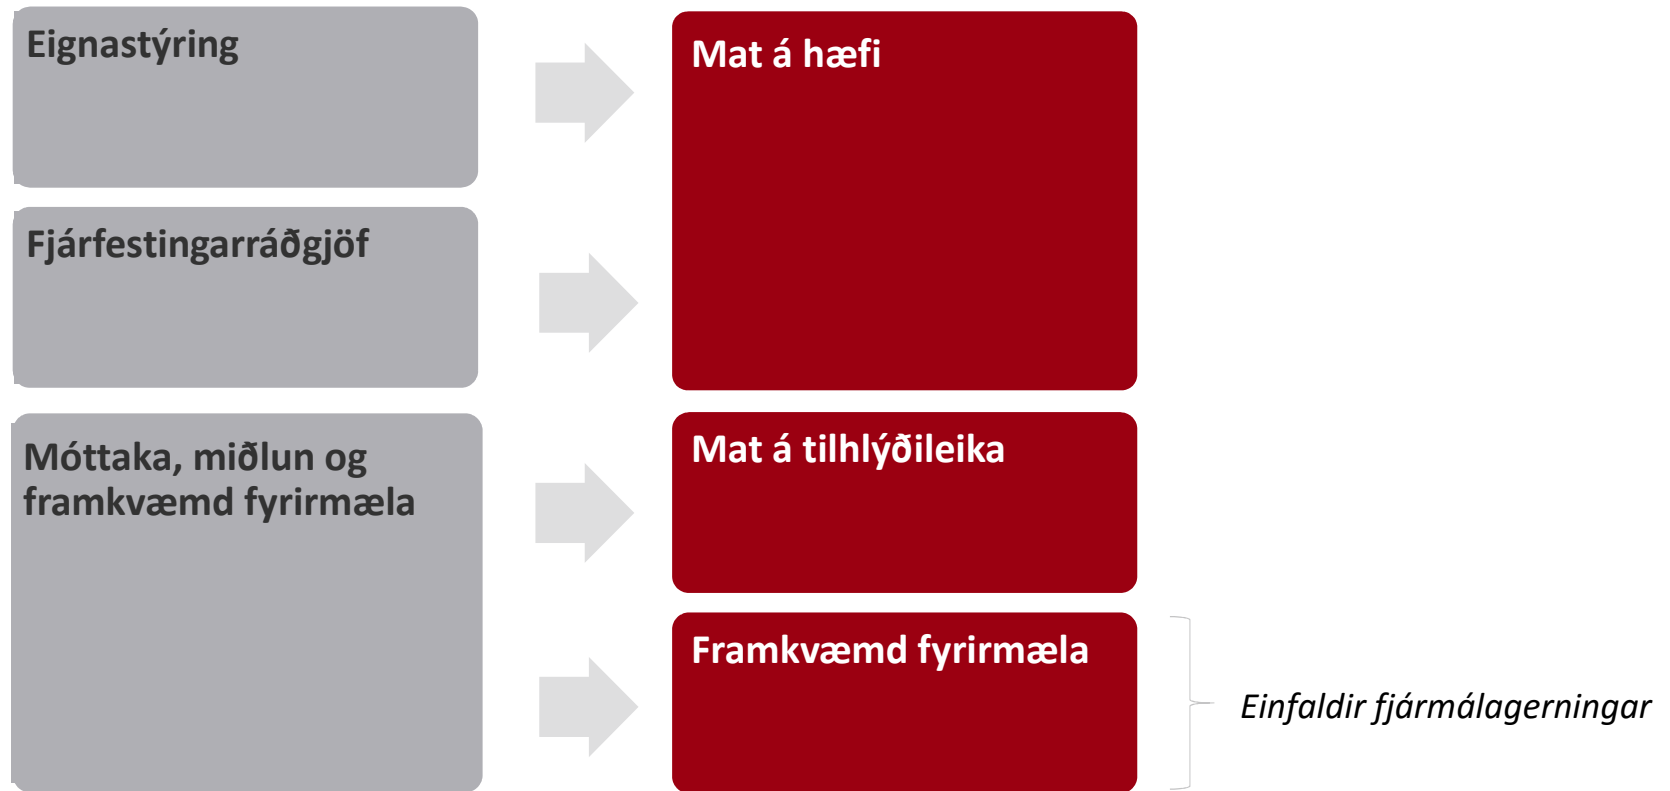 Eignastýring
Mat á hæfi
Fjárfestingarráðgjöf
Móttaka, miðlun og
framkvæmd fyrirmæla
Mat á tilhlýðileika
Framkvæmd fyrirmæla
Einfaldir fjármálagerningar